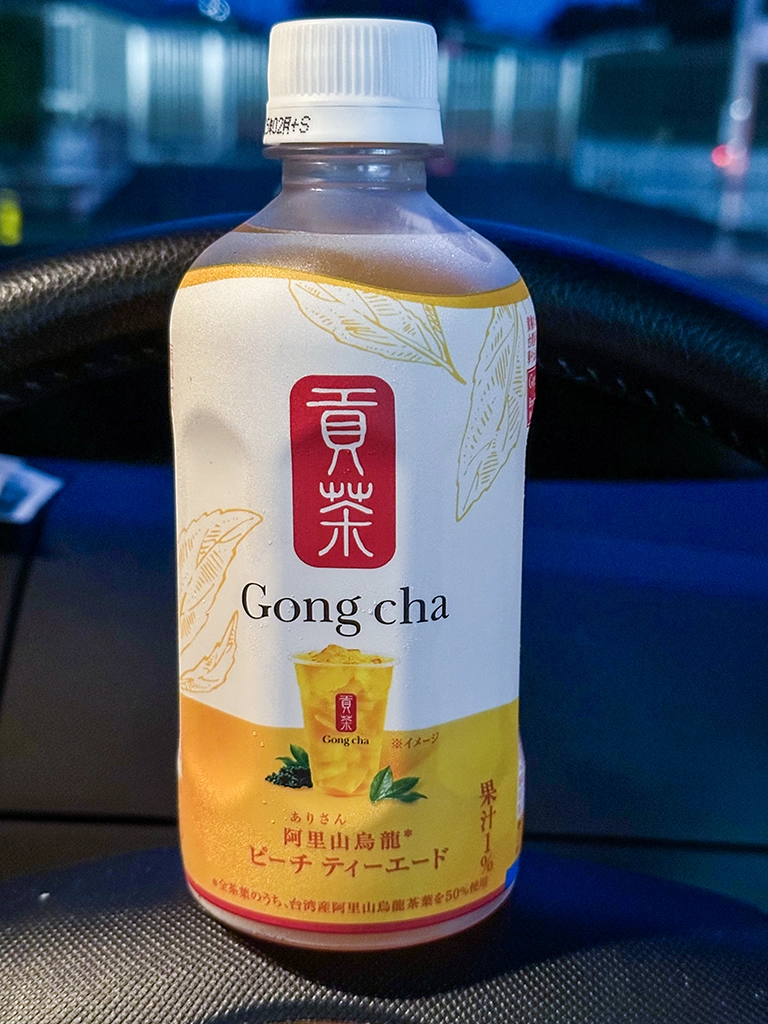 貢茶
Gong cha
貢茶
Gong cha
※イメージ
果汁1%
ありさん
阿里山烏龍*
ピーチ ティーエード
*全茶葉のうち、台湾産阿里山烏龍茶葉を50%使用